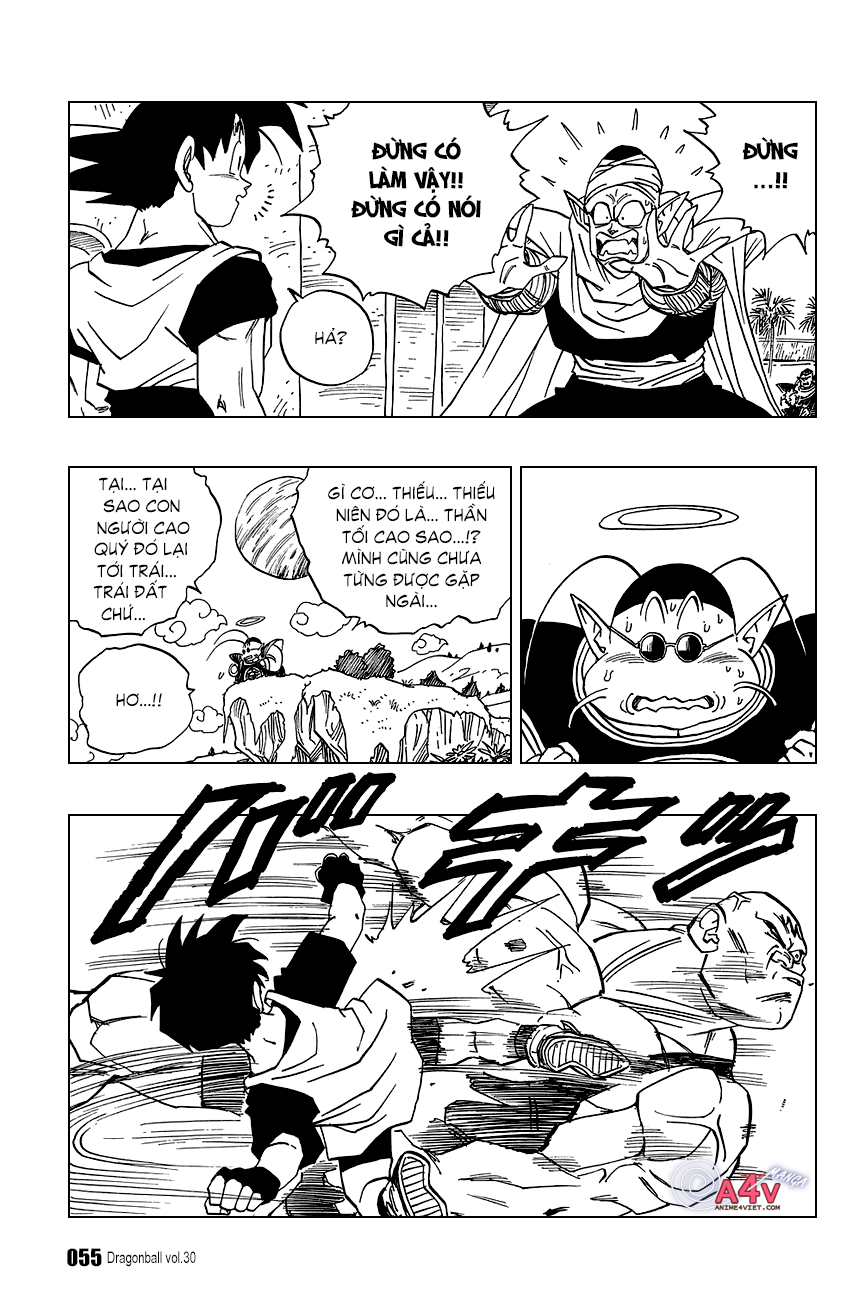 ĐỪNG CÓ
LÀM VẬY!!
ĐỪNG CÓ NÓI
GÌ CẢ!!
ĐỪNG
...!!
HẢ?
TẠI... TẠI
SAO CON
NGƯỜI CAO
QUÝ ĐÓ LẠI
TỚI TRÁI...
TRÁI ĐẤT
CHỨ...
GÌ CƠ... THIẾU... THIẾU
NIÊN ĐÓ LÀ... THẦN
TỐI CAO SAO...!?
MÌNH CŨNG CHƯA
TỪNG ĐƯỢC GẶP
NGÀI...
HƠ...!!
MANGA
A4V
ANIME4VIET.COM
055 Dragonball vol.30